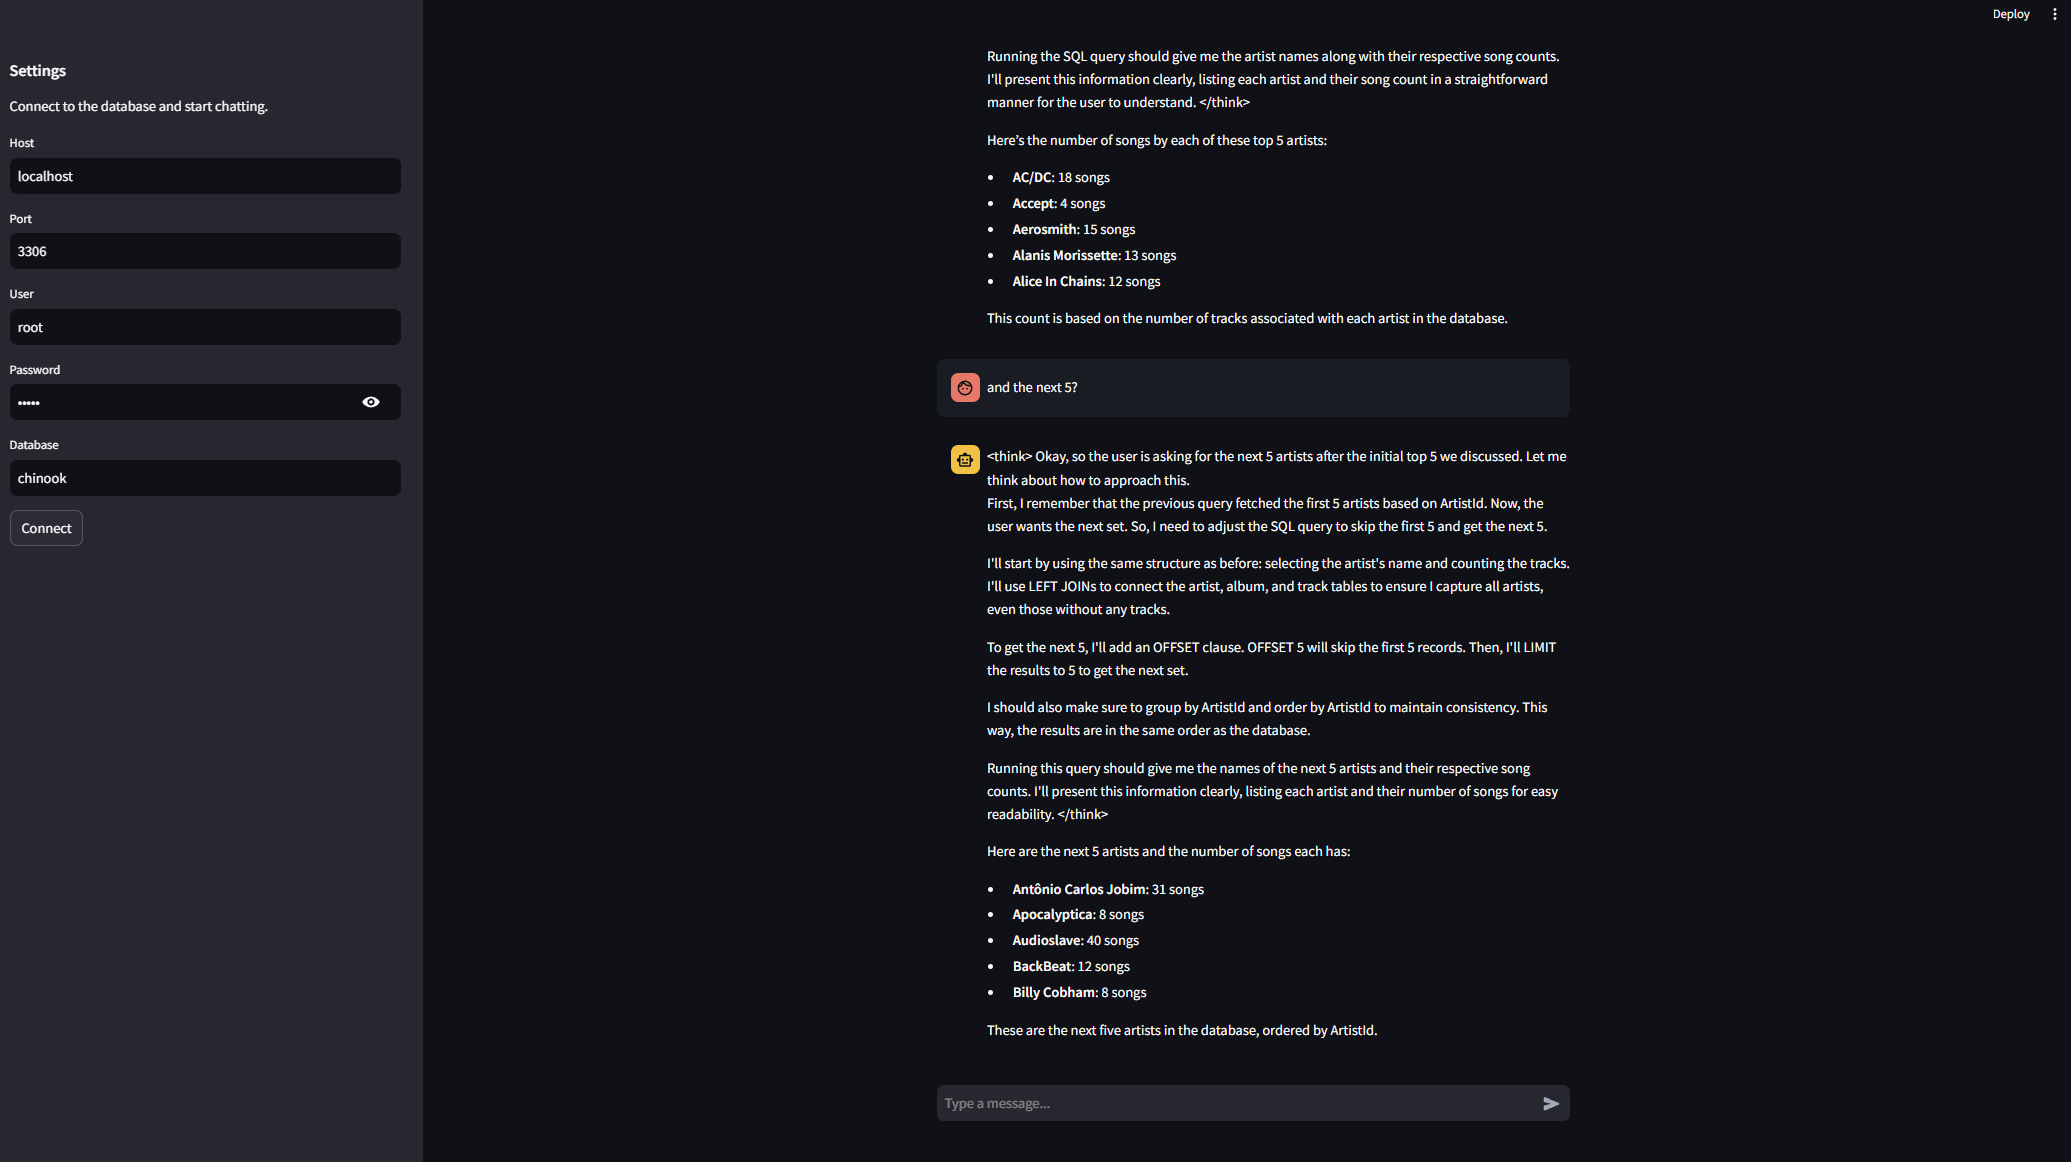 Deploy
Settings
Connect to the database and start chatting.
Host
localhost
Port
3306
User
root
Password
•••••
Database
chinook
Connect
Running the SQL query should give me the artist names along with their respective song counts.
I'll present this information clearly, listing each artist and their song count in a straightforward
manner for the user to understand. </think>
Here’s the number of songs by each of these top 5 artists:
• AC/DC: 18 songs
• Accept: 4 songs
• Aerosmith: 15 songs
• Alanis Morissette: 13 songs
• Alice In Chains: 12 songs
This count is based on the number of tracks associated with each artist in the database.
and the next 5?
<think> Okay, so the user is asking for the next 5 artists after the initial top 5 we discussed. Let me
think about how to approach this.
First, I remember that the previous query fetched the first 5 artists based on ArtistId. Now, the
user wants the next set. So, I need to adjust the SQL query to skip the first 5 and get the next 5.
I'll start by using the same structure as before: selecting the artist's name and counting the tracks.
I'll use LEFT JOINs to connect the artist, album, and track tables to ensure I capture all artists,
even those without any tracks.
To get the next 5, I'll add an OFFSET clause. OFFSET 5 will skip the first 5 records. Then, I'll LIMIT
the results to 5 to get the next set.
I should also make sure to group by ArtistId and order by ArtistId to maintain consistency. This
way, the results are in the same order as the database.
Running this query should give me the names of the next 5 artists and their respective song
counts. I'll present this information clearly, listing each artist and their number of songs for easy
readability. </think>
Here are the next 5 artists and the number of songs each has:
• Antônio Carlos Jobim: 31 songs
• Apocalyptica: 8 songs
• Audioslave: 40 songs
• BackBeat: 12 songs
• Billy Cobham: 8 songs
These are the next five artists in the database, ordered by ArtistId.
Type a message...